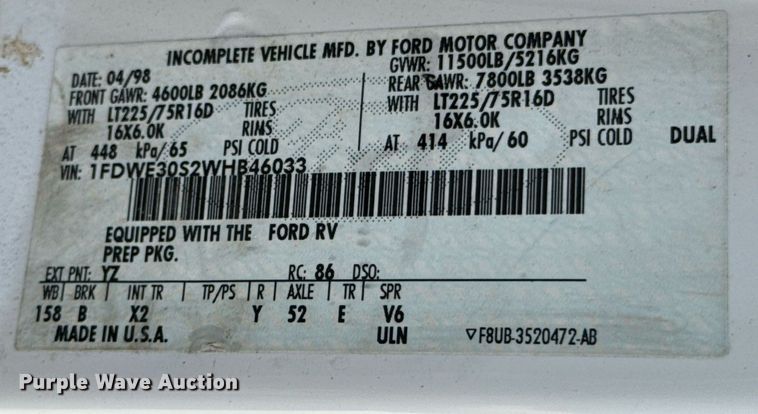 INCOMPLETE VEHICLE MFD. BY FORD MOTOR COMPANY
DATE: 04/98 GVWR: 11500LB/5216KG
FRONT GAWR: 4600LB 2086KG REAR GAWR: 7800LB 3538KG
WITH LT225/75R16D TIRES WITH LT225/75R16D TIRES
16X6.0K RIMS 16X6.0K RIMS
AT 448 kPa/65 PSI COLD AT 414 kPa/60 PSI COLD DUAL
VIN: 1FDWE30S2WHB46033
EQUIPPED WITH THE FORD RV
PREP PKG.
EXT PNT: YZ RC: 86 DSO:
WB BRK INT TR TP/PS R AXLE TR SPR
158 B X2 Y 52 E V6
MADE IN U.S.A. ULN ▽F8UB-3520472-AB
Purple Wave Auction